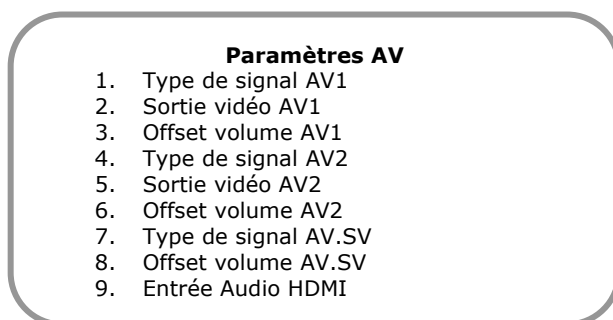 Paramètres AV
1. Type de signal AV1
2. Sortie vidéo AV1
3. Offset volume AV1
4. Type de signal AV2
5. Sortie vidéo AV2
6. Offset volume AV2
7. Type de signal AV.SV
8. Offset volume AV.SV
9. Entrée Audio HDMI